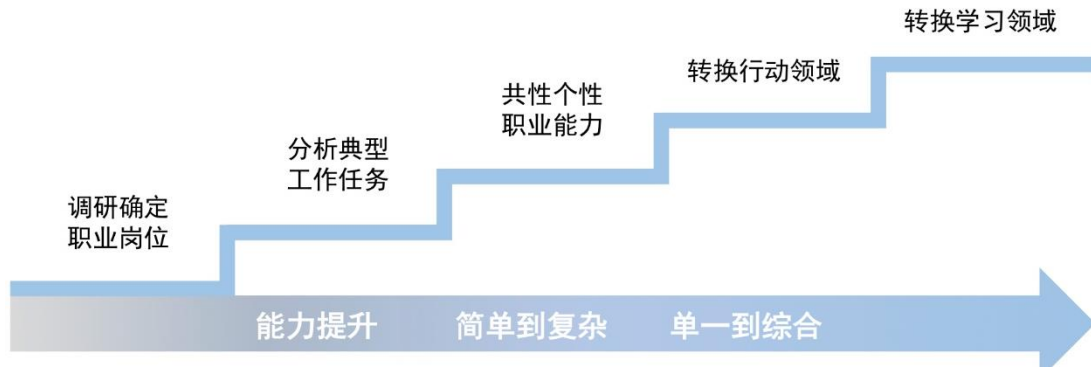 调研确定
职业岗位
分析典型
工作任务
共性个性
职业能力
转换行动领域
转换学习领域
能力提升
简单到复杂
单一到综合